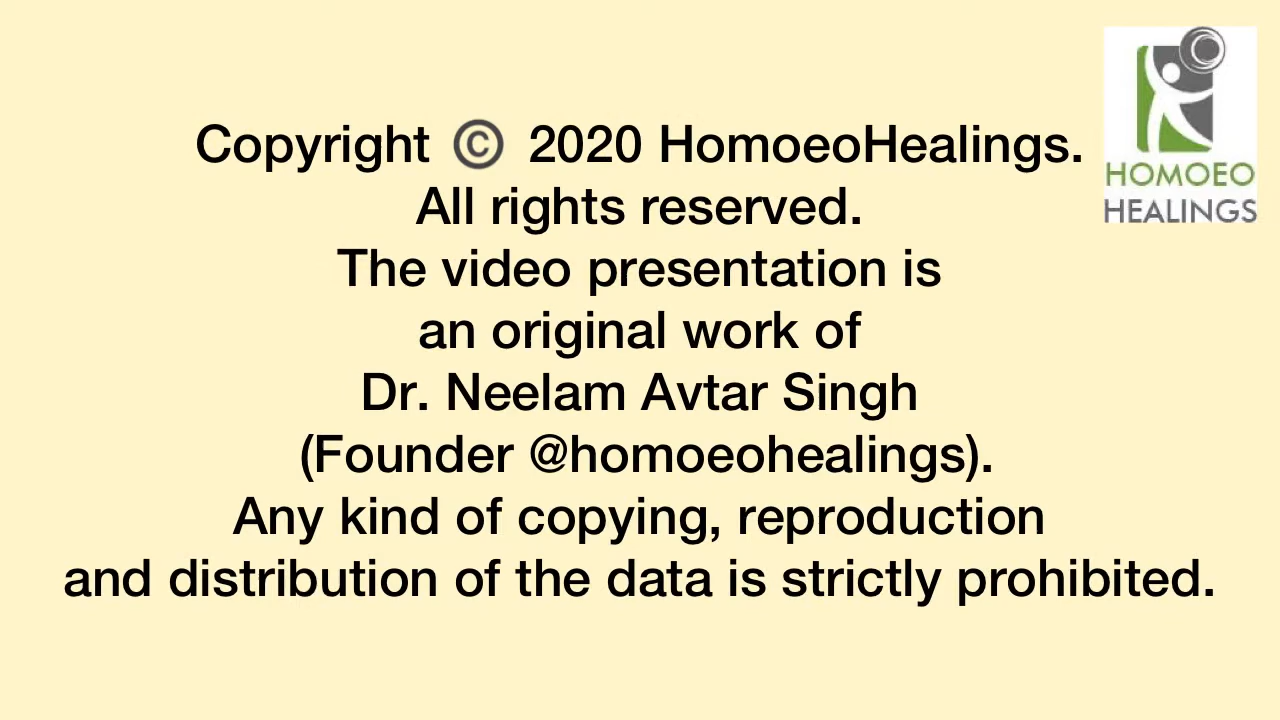 Copyright © 2020 HomoeoHealings.
All rights reserved.
The video presentation is
an original work of
Dr. Neelam Avtar Singh
(Founder @homoeohealings).
Any kind of copying, reproduction
and distribution of the data is strictly prohibited.
HOMOEO
HEALINGS